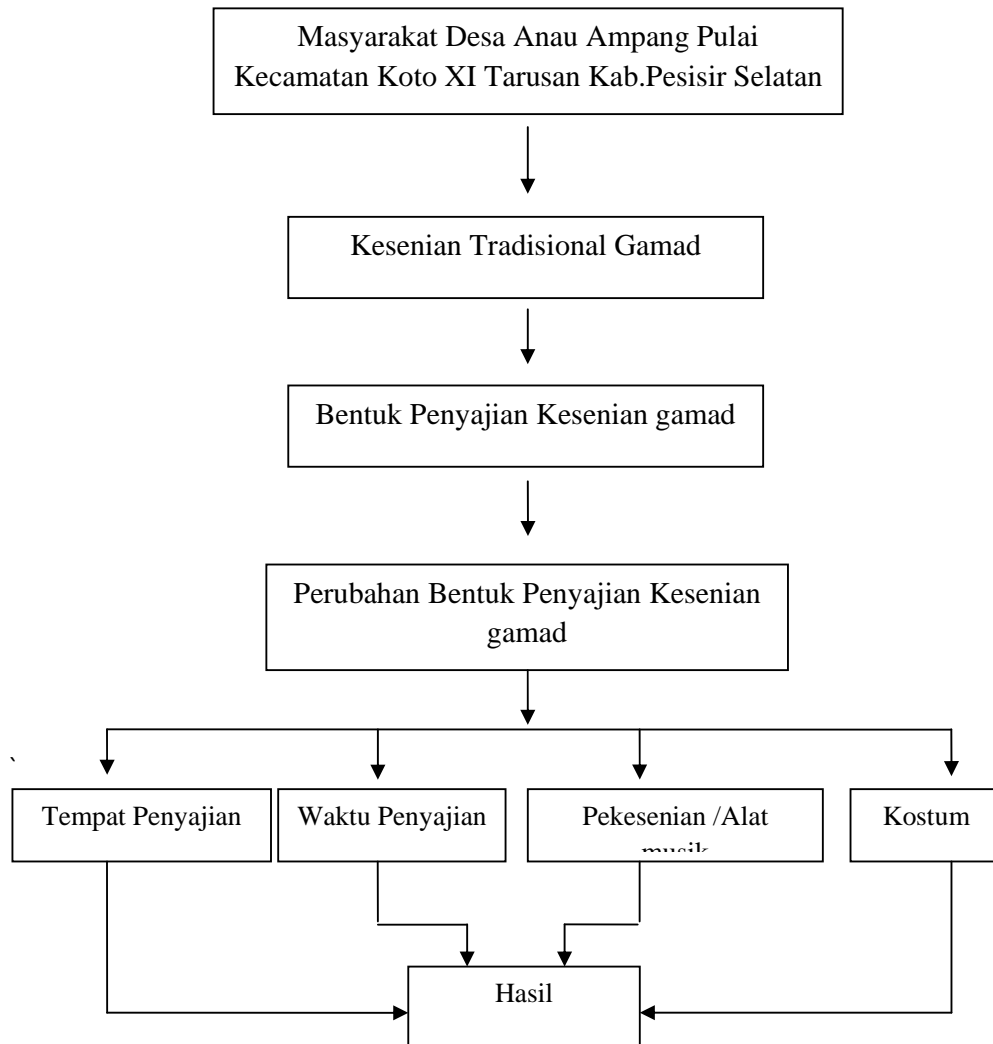 Masyarakat Desa Anau Ampang Pulai
Kecamatan Koto XI Tarusan Kab.Pesisir Selatan
Kesenian Tradisional Gamad
Bentuk Penyajian Kesenian gamad
Perubahan Bentuk Penyajian Kesenian
gamad
`
Tempat Penyajian
Waktu Penyajian
Pekesenian /Alat
musik
Kostum
Hasil